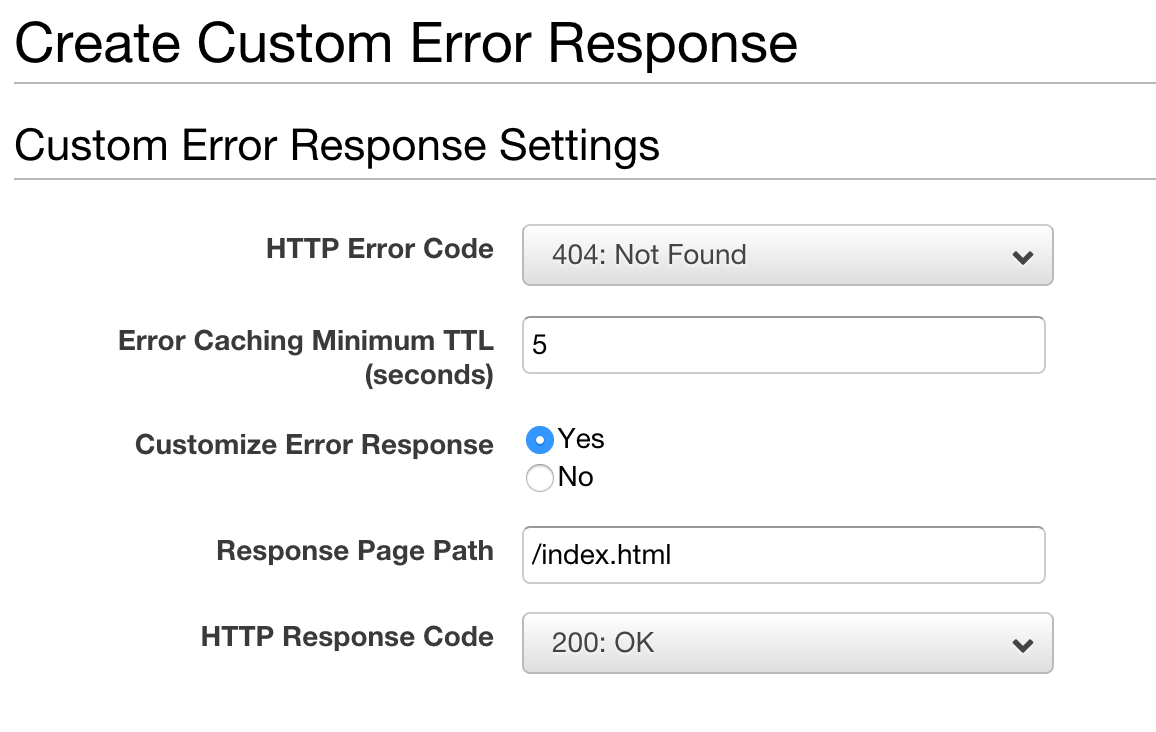 Create Custom Error Response
Custom Error Response Settings
HTTP Error Code
404: Not Found
Error Caching Minimum TTL
(seconds)
5
Customize Error Response
Yes
No
Response Page Path
/index.html
HTTP Response Code
200: OK